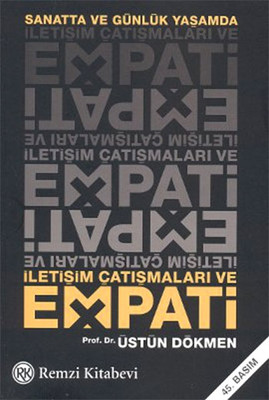 SANATTA VE GÜNLÜK YAŞAMDA
İLETİŞİM ÇATIŞMALARI VE
EMPATİ
EMPATİ
İLETİŞİM ÇATIŞMALARI VE
İLETİŞİM ÇATIŞMALARI VE
EMPATİ
EMPATİ
İLETİŞİM ÇATIŞMALARI VE
İLETİŞİM ÇATIŞMALARI VE
EMPATİ
Prof. Dr. ÜSTÜN DÖKMEN
RK Remzi Kitabevi
45. BASIM